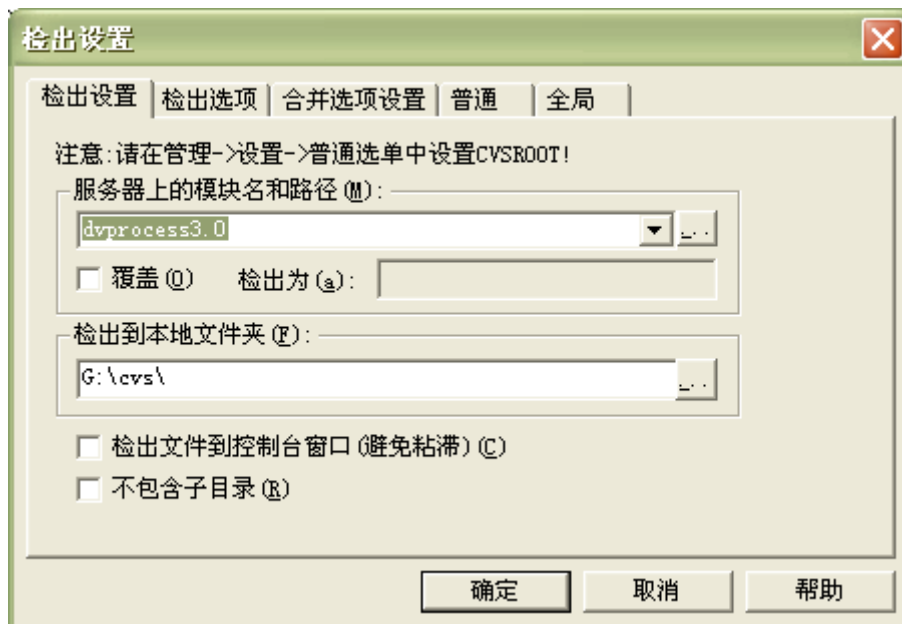 检出设置
检出设置 检出选项 合并选项设置 普通 全局
注意:请在管理->设置->普通选单中设置CVSROOT!
服务器上的模块名和路径(M):
dvprocess3.0
...
覆盖(O) 检出为(a):
检出到本地文件夹(F):
G:\cvs\
...
检出文件到控制台窗口(避免粘滞)(C)
不包含子目录(R)
确定 取消 帮助